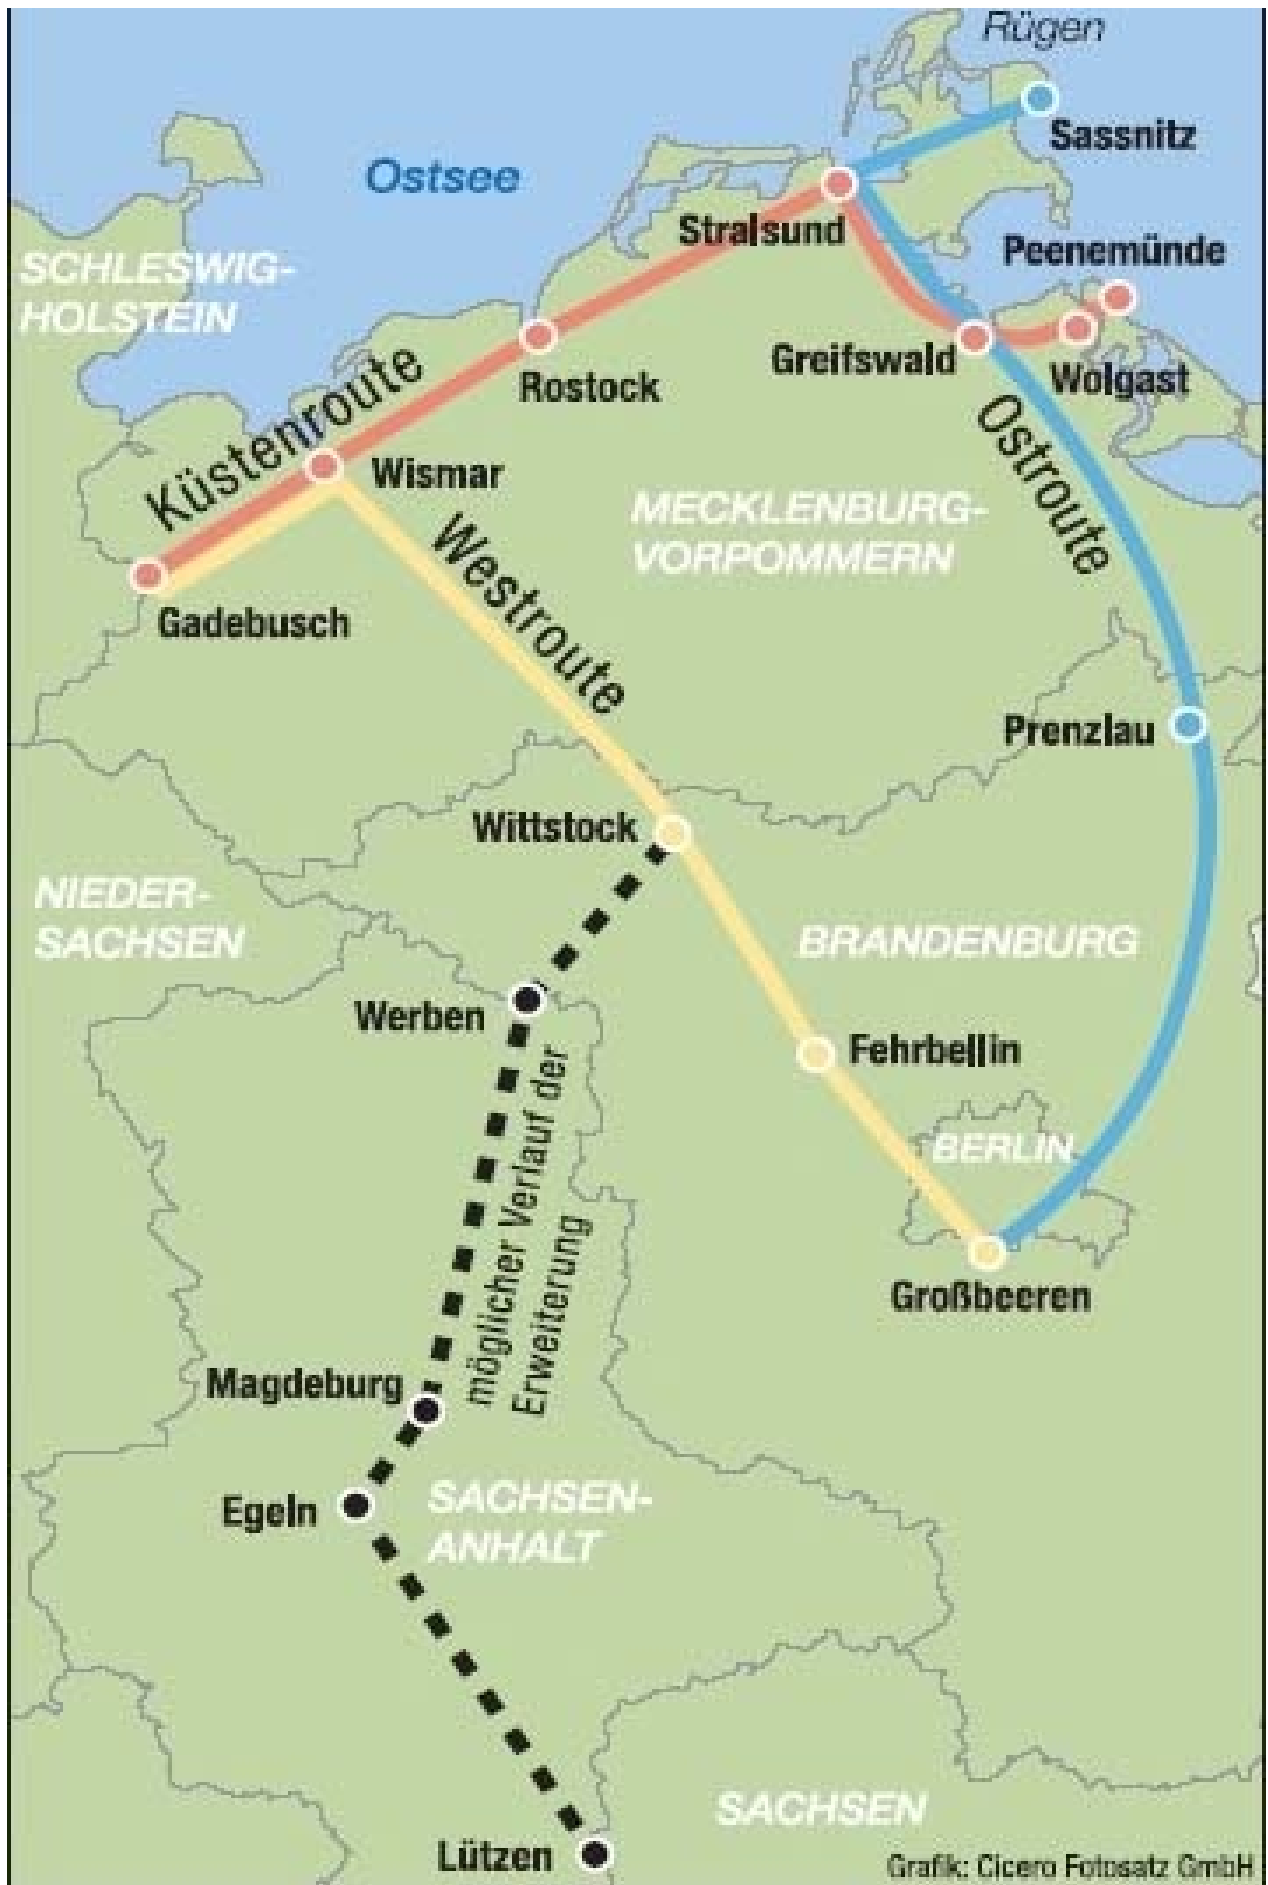 Rügen
Sassnitz
Ostsee
Stralsund
Peenemünde
SCHLESWIG-
HOLSTEIN
Greifswald
Wolgast
Rostock
Küstenroute
Wismar
Ostroute
MECKLENBURG-
VORPOMMERN
Westroute
Gadebusch
Prenzlau
Wittstock
NIEDER-
SACHSEN
BRANDENBURG
Werben
Fehrbellin
möglicher Verlauf der
Erweiterung
BERLIN
Großbeeren
Magdeburg
Egeln
SACHSEN-
ANHALT
SACHSEN
Lützen
Grafik: Cicero Fotosatz GmbH